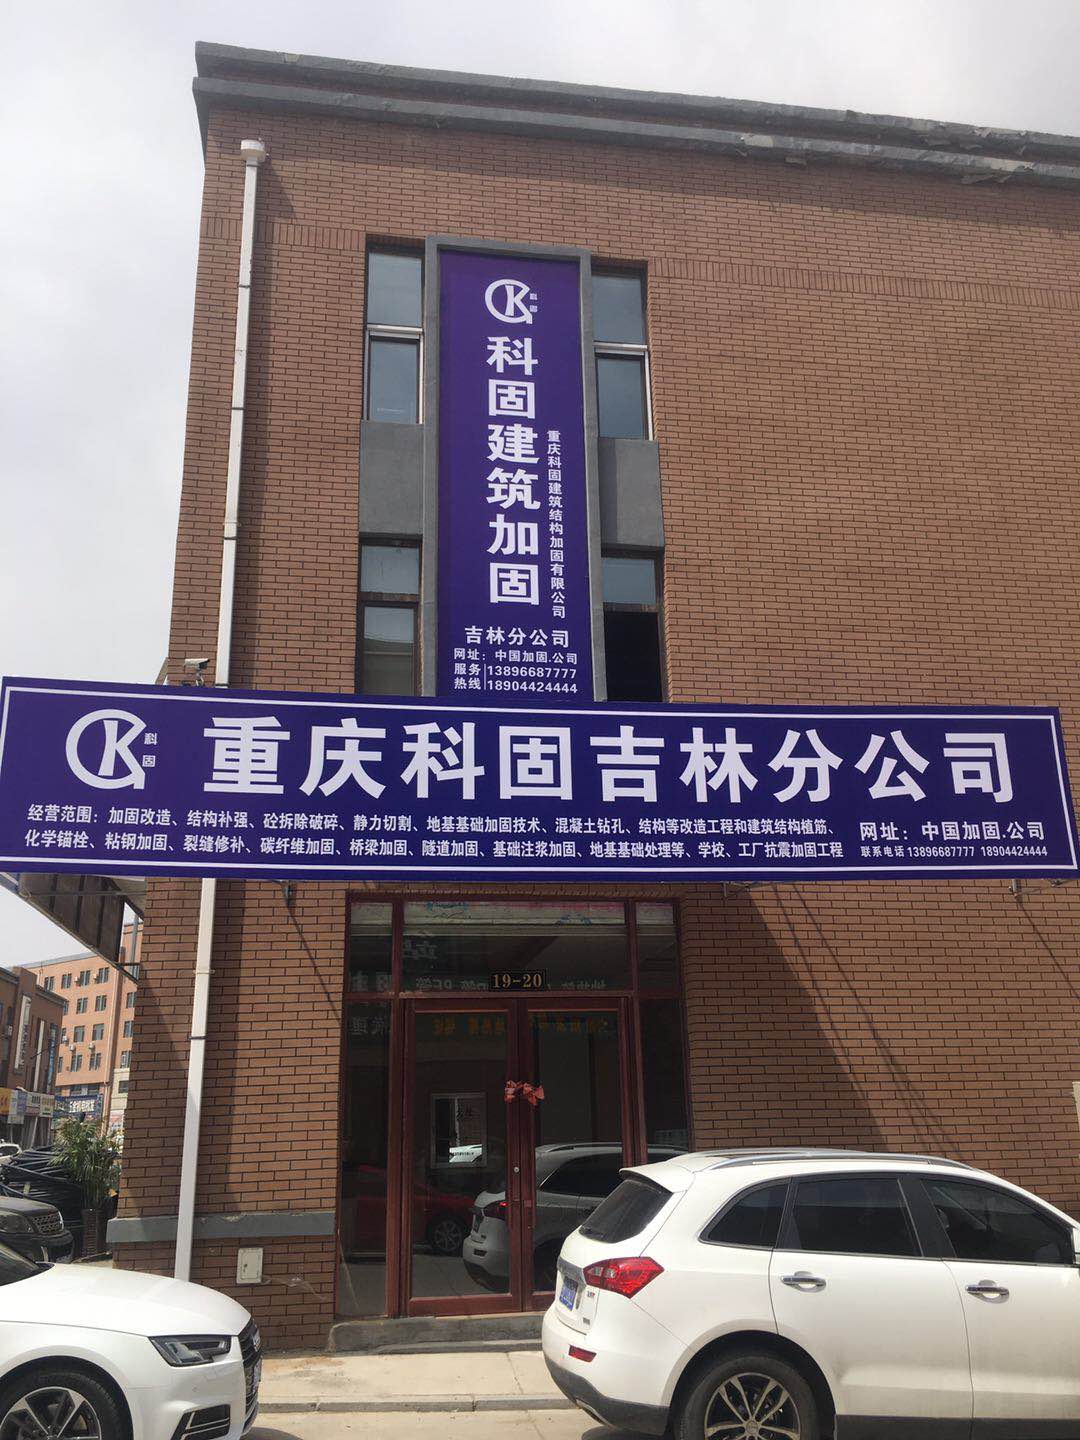 科固
科固建筑加固
重庆科固建筑结构加固有限公司
吉林分公司
网址：中国加固.公司
服务热线
13896687777
18904424444
科固
重庆科固吉林分公司
经营范围：加固改造、结构补强、砼拆除破碎、静力切割、地基基础加固技术、混凝土钻孔、结构等改造工程和建筑结构植筋、
化学锚栓、粘钢加固、裂缝修补、碳纤维加固、桥梁加固、隧道加固、基础注浆加固、地基基础处理等、学校、工厂抗震加固工程
网址：中国加固.公司
联系电话 13896687777 18904424444
19-20